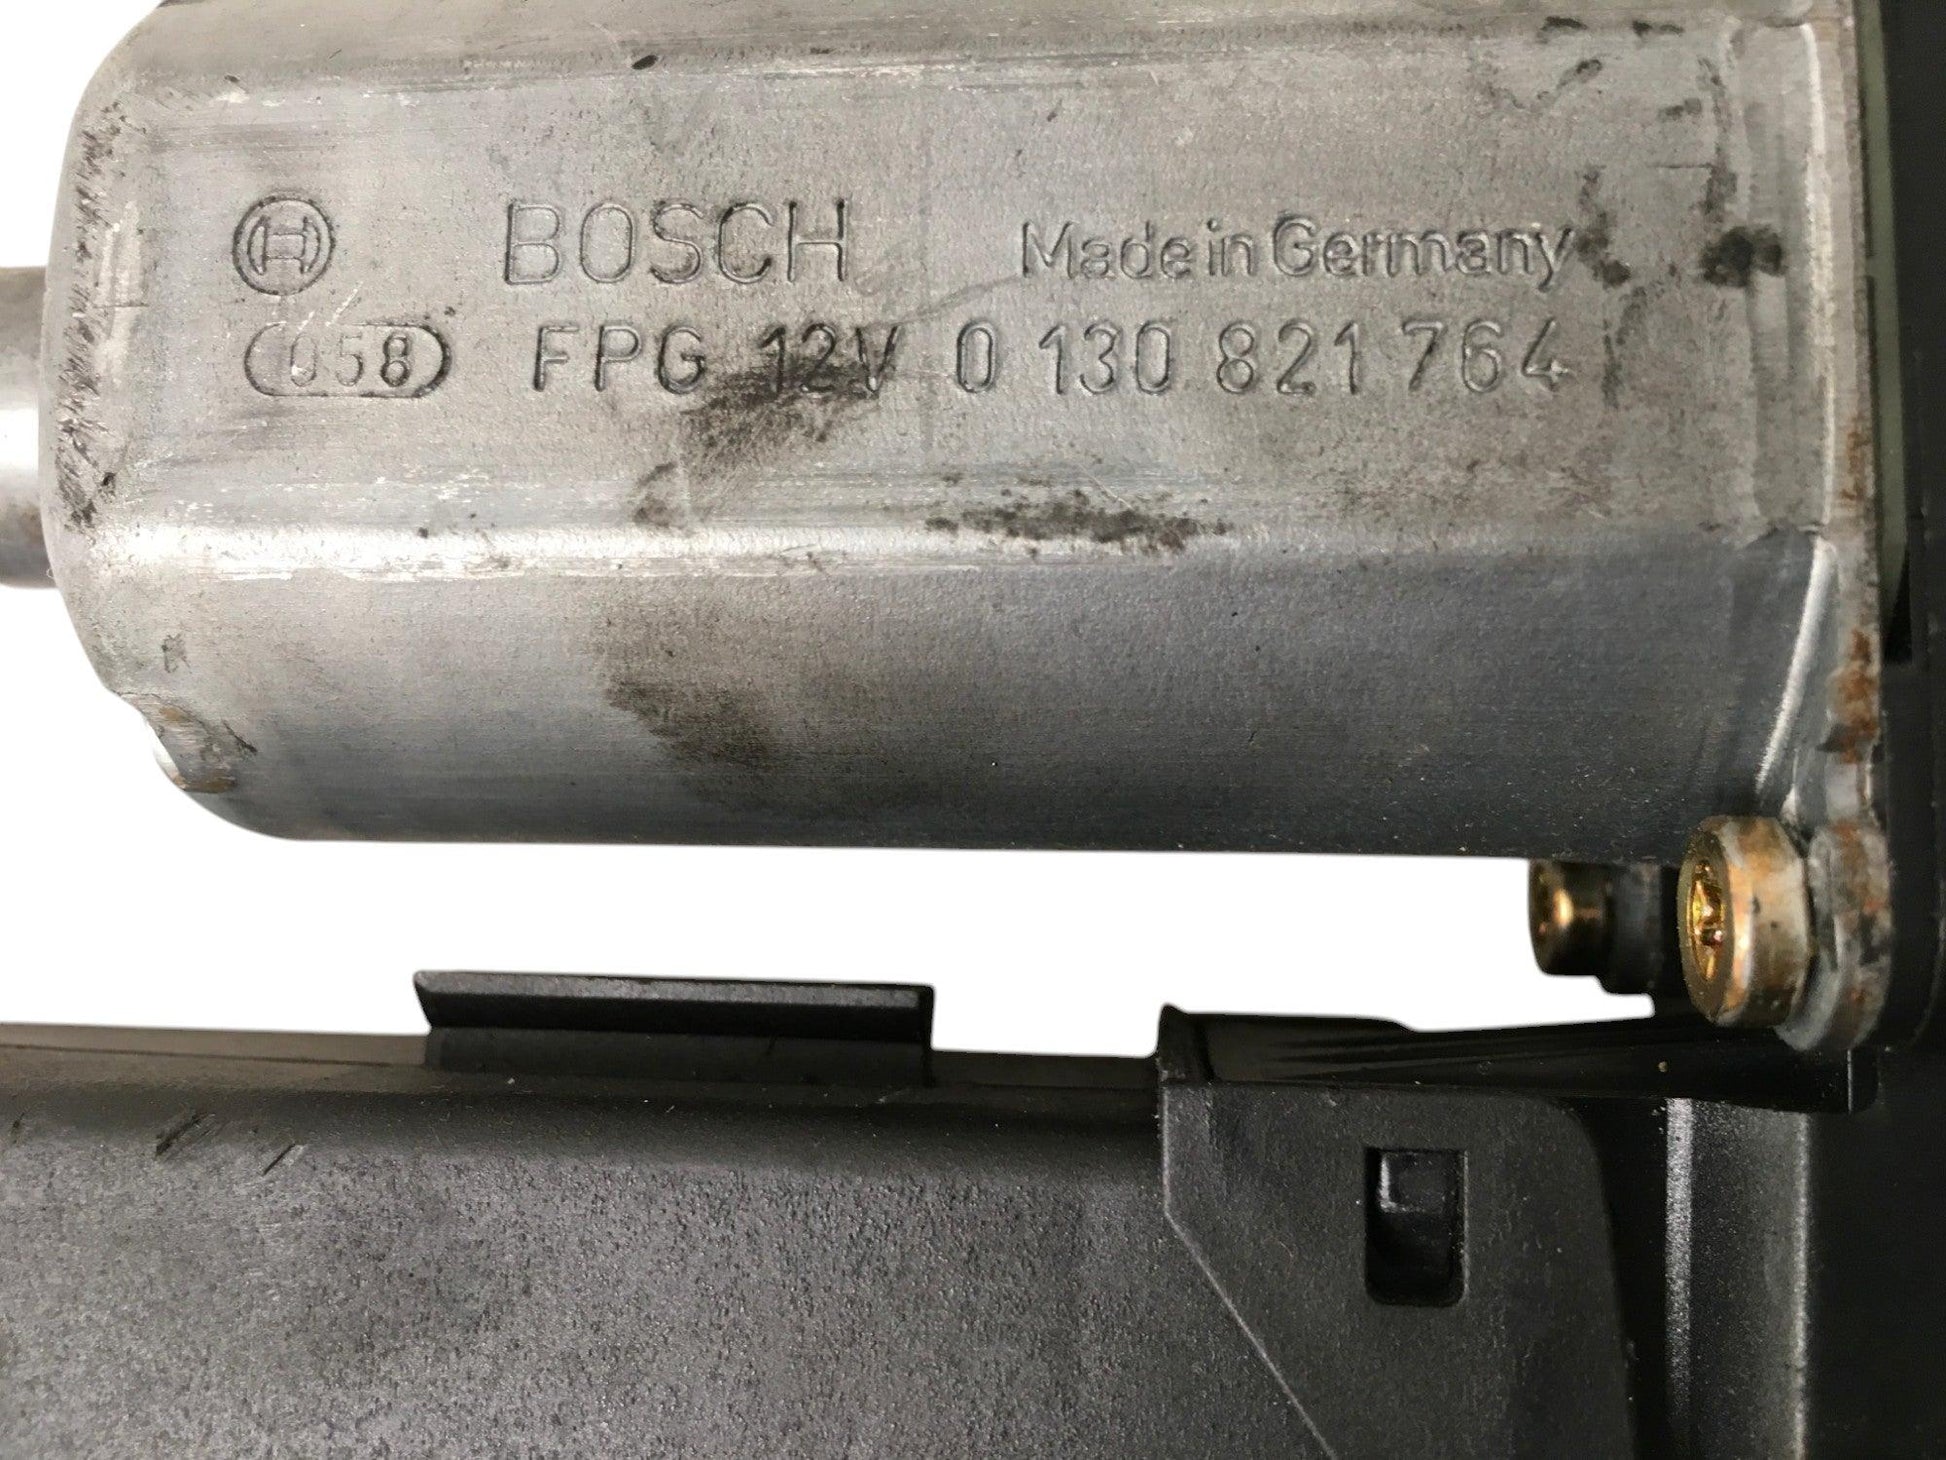 BOSCH Made in Germany
058 FPG 12V 0 130 821 764